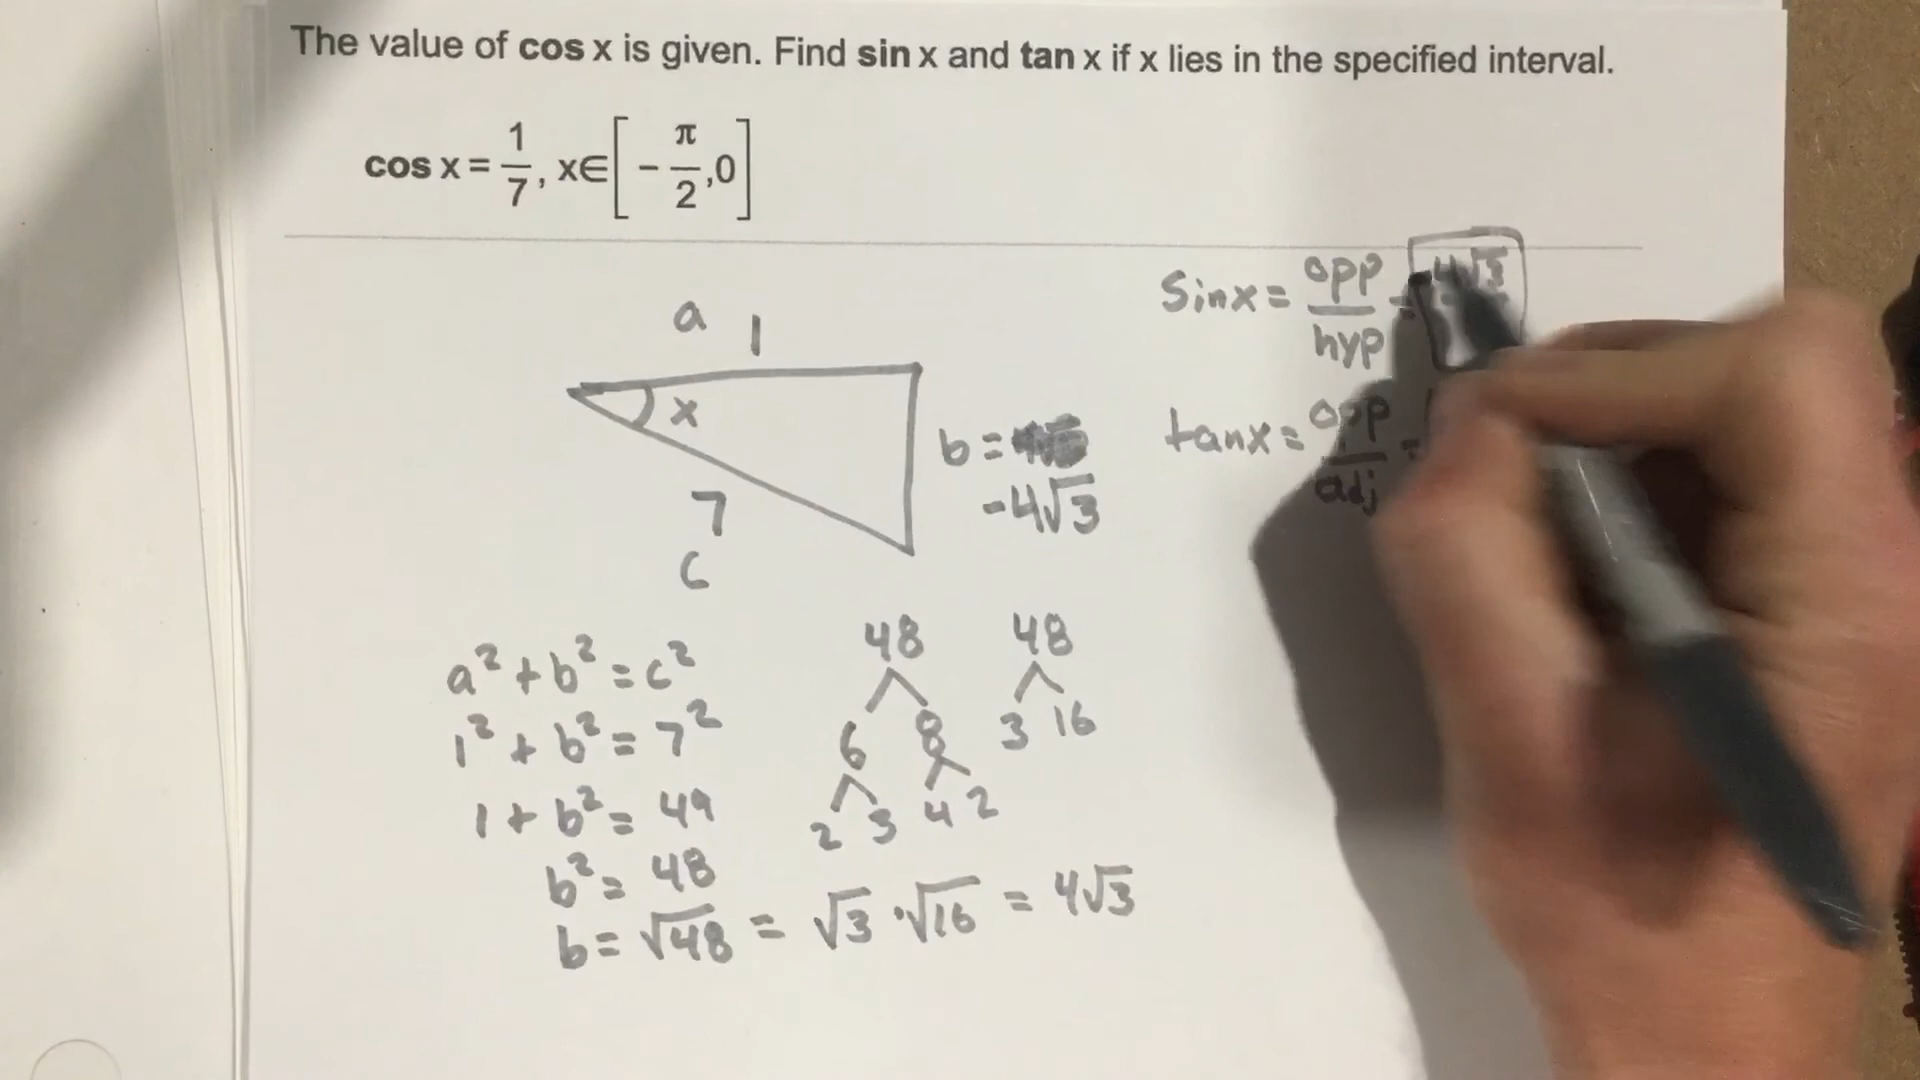 The value of cos x is given. Find sin x and tan x if x lies in the specified interval.
cos x = 1/7, x∈[-π/2,0]
a 1
x
b =
-4√3
7
c
sinx = opp/hyp = 4√3
tanx = opp/adj =
a² + b² = c²
1² + b² = 7²
1 + b² = 49
b² = 48
b = √48 = √3 · √16 = 4√3
48
6 8
2 3 4 2
48
3 16